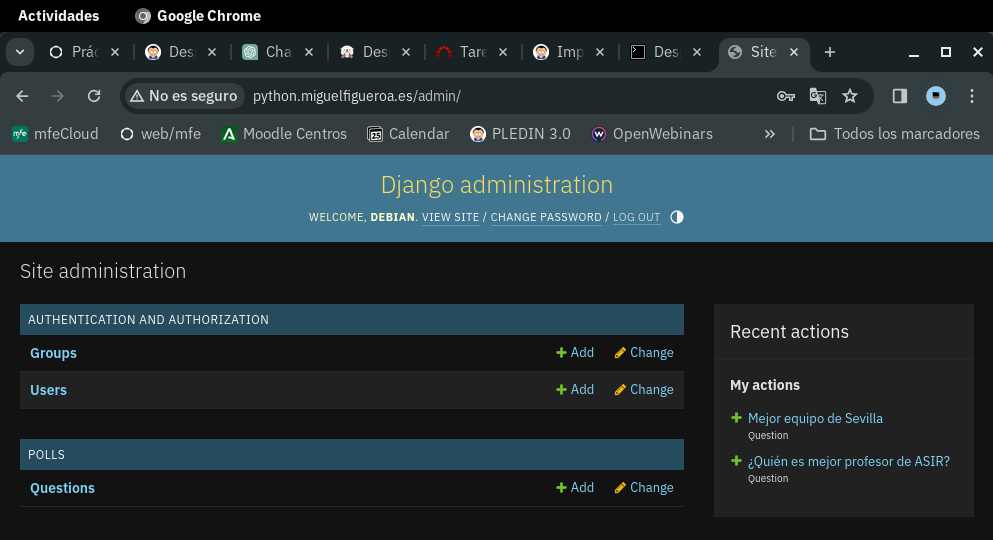 Actividades Google Chrome
Prác Des Cha Des Tare Imp Des Site
No es seguro python.miguelfigueroa.es/admin/
mfe mfeCloud web/mfe Moodle Centros Calendar PLEDIN 3.0 OpenWebinars » Todos los marcadores
Django administration
WELCOME, DEBIAN. VIEW SITE / CHANGE PASSWORD / LOG OUT
Site administration
AUTHENTICATION AND AUTHORIZATION
Groups Add Change
Users Add Change
POLLS
Questions Add Change
Recent actions
My actions
Mejor equipo de Sevilla
Question
¿Quién es mejor profesor de ASIR?
Question